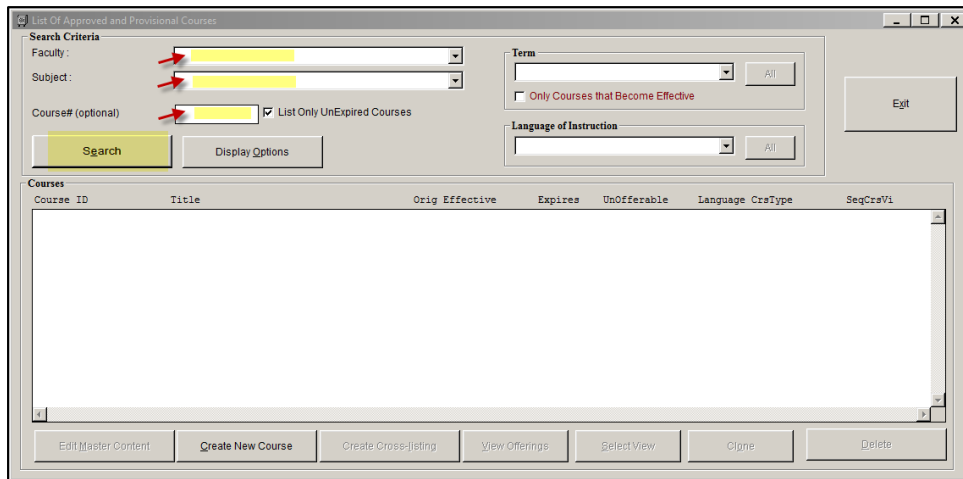 List Of Approved and Provisional Courses
Search Criteria
Faculty :
Subject :
Course# (optional)
List Only UnExpired Courses
Search
Display Options
Term
All
Only Courses that Become Effective
Language of Instruction
All
Exit
Courses
Course ID Title Orig Effective Expires UnOfferable Language CrsType SeqCrsVi
Edit Master Content Create New Course Create Cross-listing View Offerings Select View Clone Delete